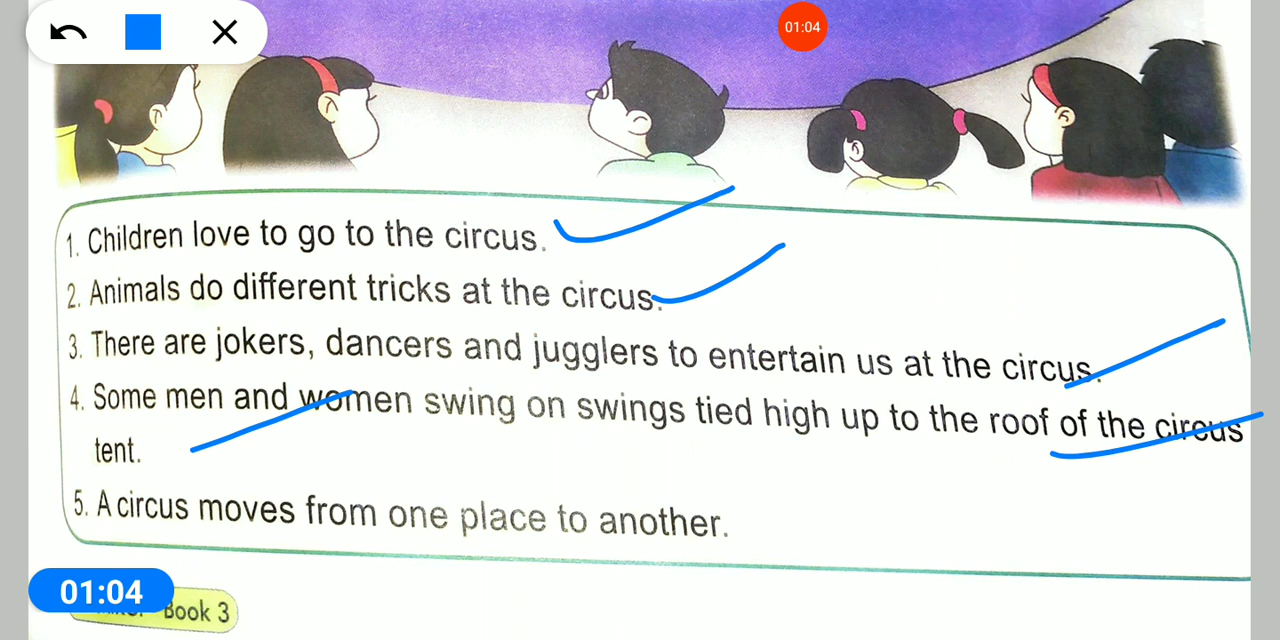 01:04
1. Children love to go to the circus.
2. Animals do different tricks at the circus.
3. There are jokers, dancers and jugglers to entertain us at the circus.
4. Some men and women swing on swings tied high up to the roof of the circus
tent.
5. A circus moves from one place to another.
01:04
Book 3